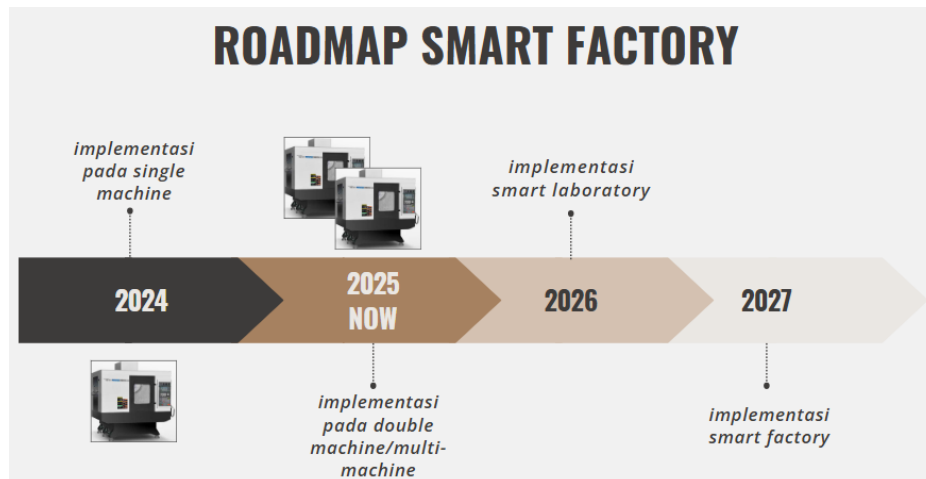 ROADMAP SMART FACTORY
implementasi
pada single
machine
implementasi
smart laboratory
2024
2025
NOW
2026
2027
implementasi
pada double
machine/multi-
machine
implementasi
smart factory